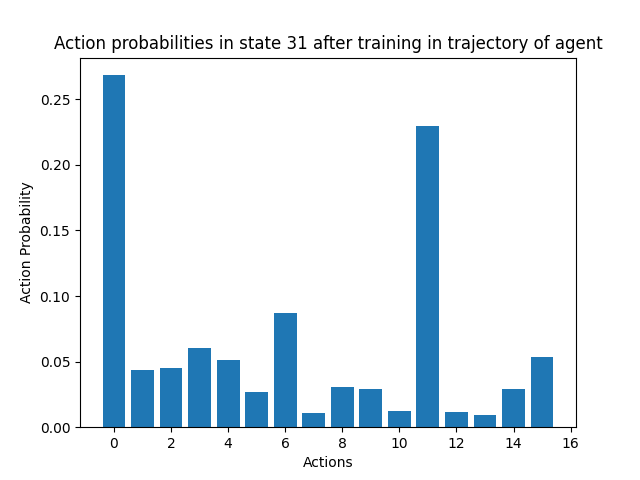 Action probabilities in state 31 after training in trajectory of agent
Action Probability
0.25
0.20
0.15
0.10
0.05
0.00
0 2 4 6 8 10 12 14 16
Actions